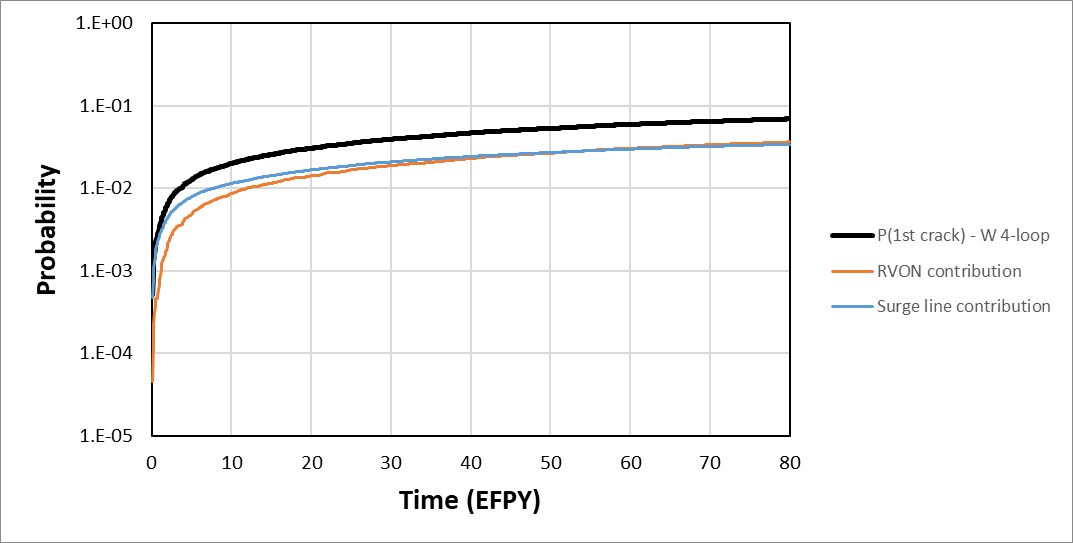 1.E+00
1.E-01
1.E-02
1.E-03
1.E-04
1.E-05
Probability
0 10 20 30 40 50 60 70 80
Time (EFPY)
P(1st crack) - W 4-loop
RVON contribution
Surge line contribution